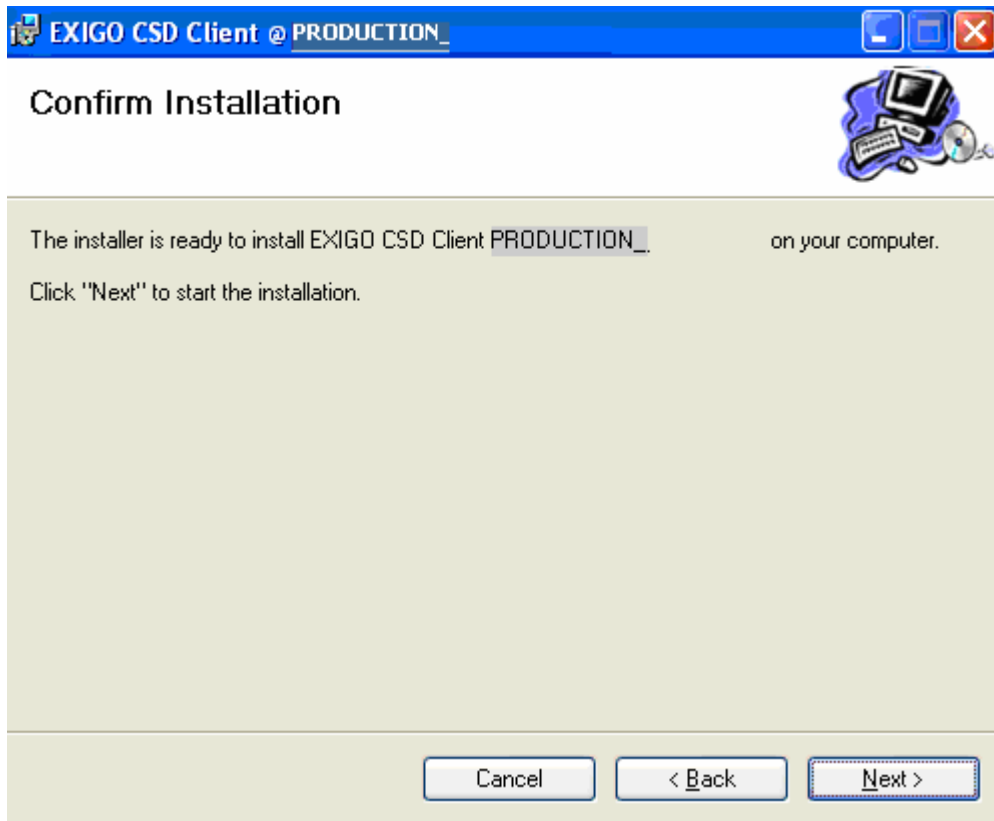 EXIGO CSD Client @ PRODUCTION_
Confirm Installation
The installer is ready to install EXIGO CSD Client PRODUCTION_ on your computer.
Click "Next" to start the installation.
Cancel < Back Next >